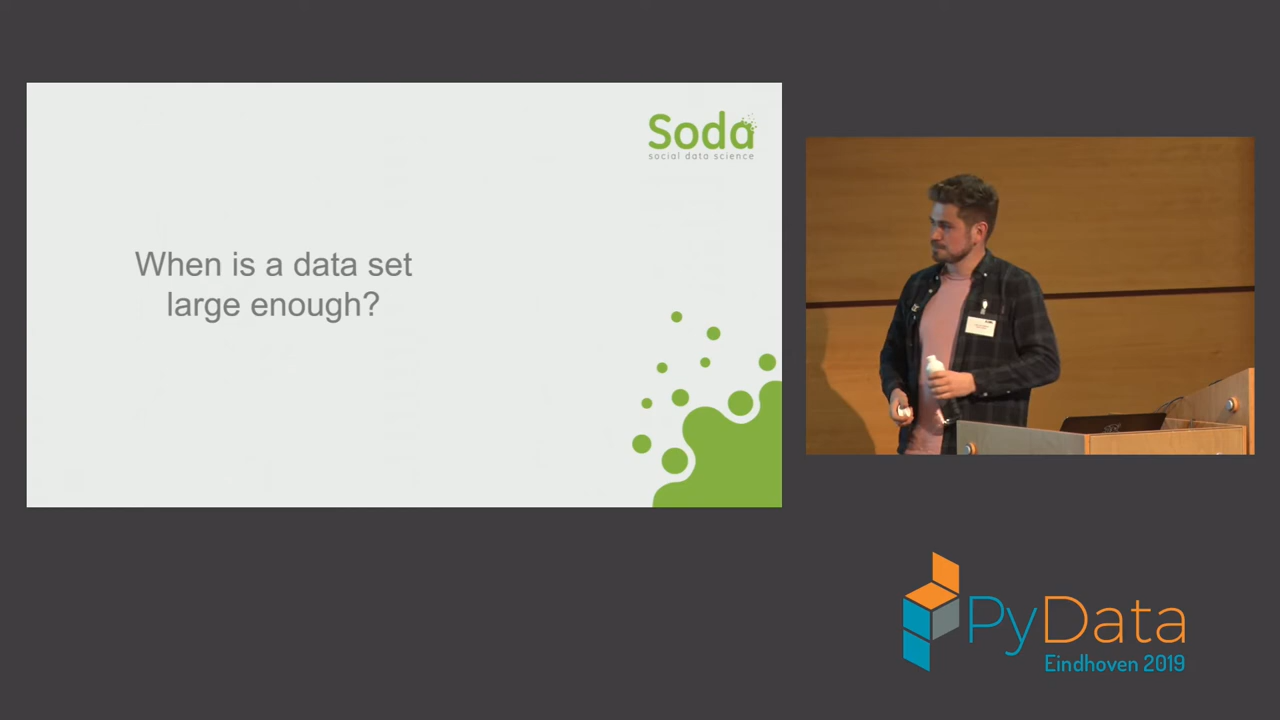 Soda
social data science
When is a data set
large enough?
PyData
Eindhoven 2019